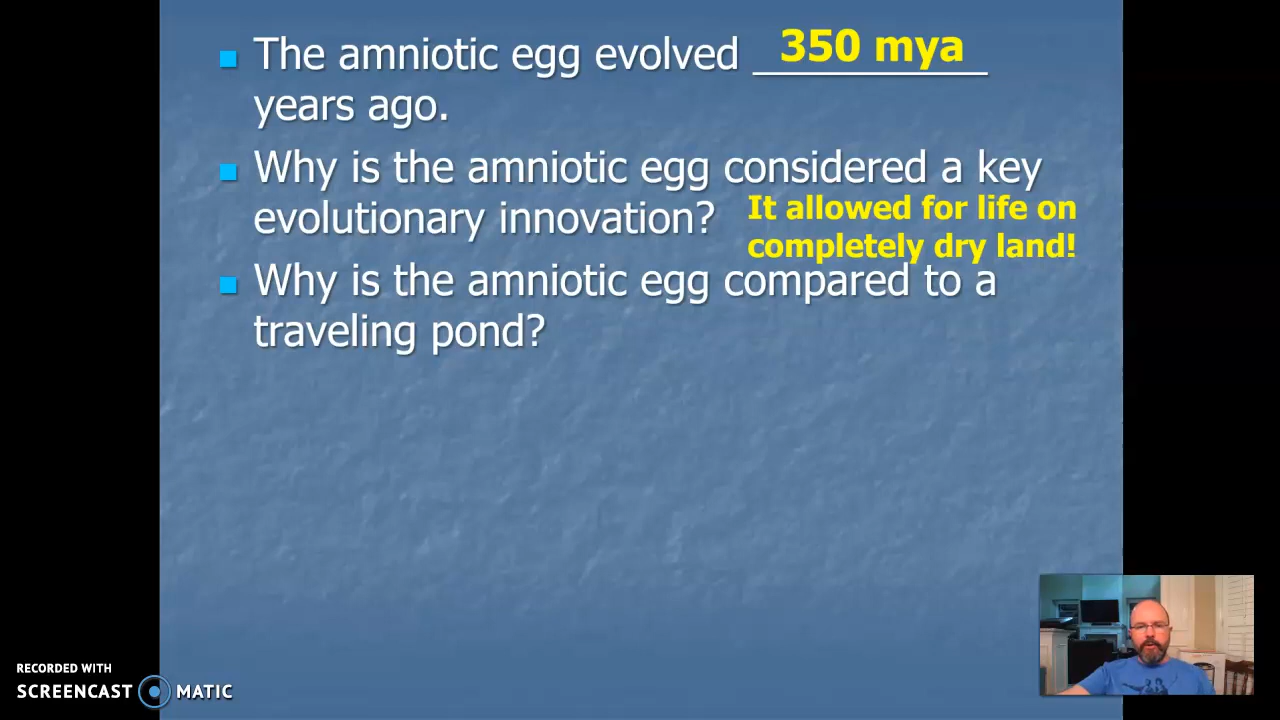 The amniotic egg evolved 350 mya
years ago.
Why is the amniotic egg considered a key
evolutionary innovation?
It allowed for life on
completely dry land!
Why is the amniotic egg compared to a
traveling pond?
RECORDED WITH
SCREENCAST MATIC